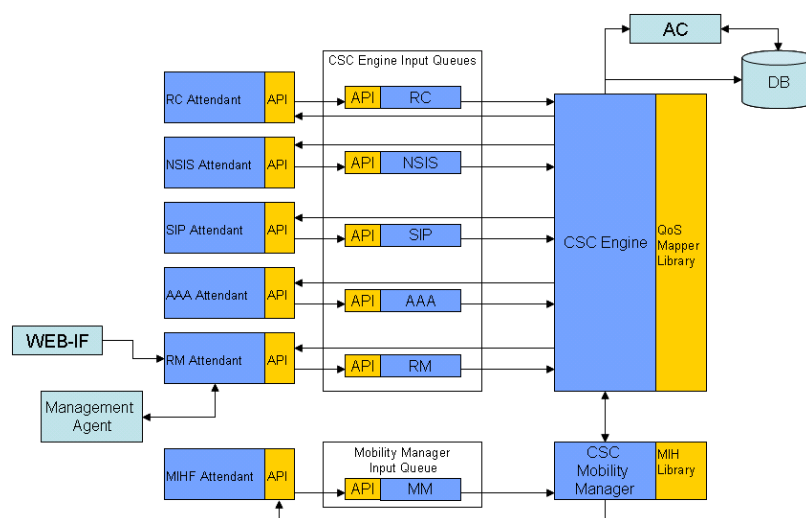 AC
DB
CSC Engine Input Queues
RC Attendant
API
API
RC
NSIS Attendant
API
API
NSIS
SIP Attendant
API
API
SIP
AAA Attendant
API
API
AAA
WEB-IF
RM Attendant
API
API
RM
CSC Engine
QoS
Mapper
Library
Management
Agent
Mobility Manager
Input Queue
MIHF Attendant
API
API
MM
CSC
Mobility
Manager
MIH
Library